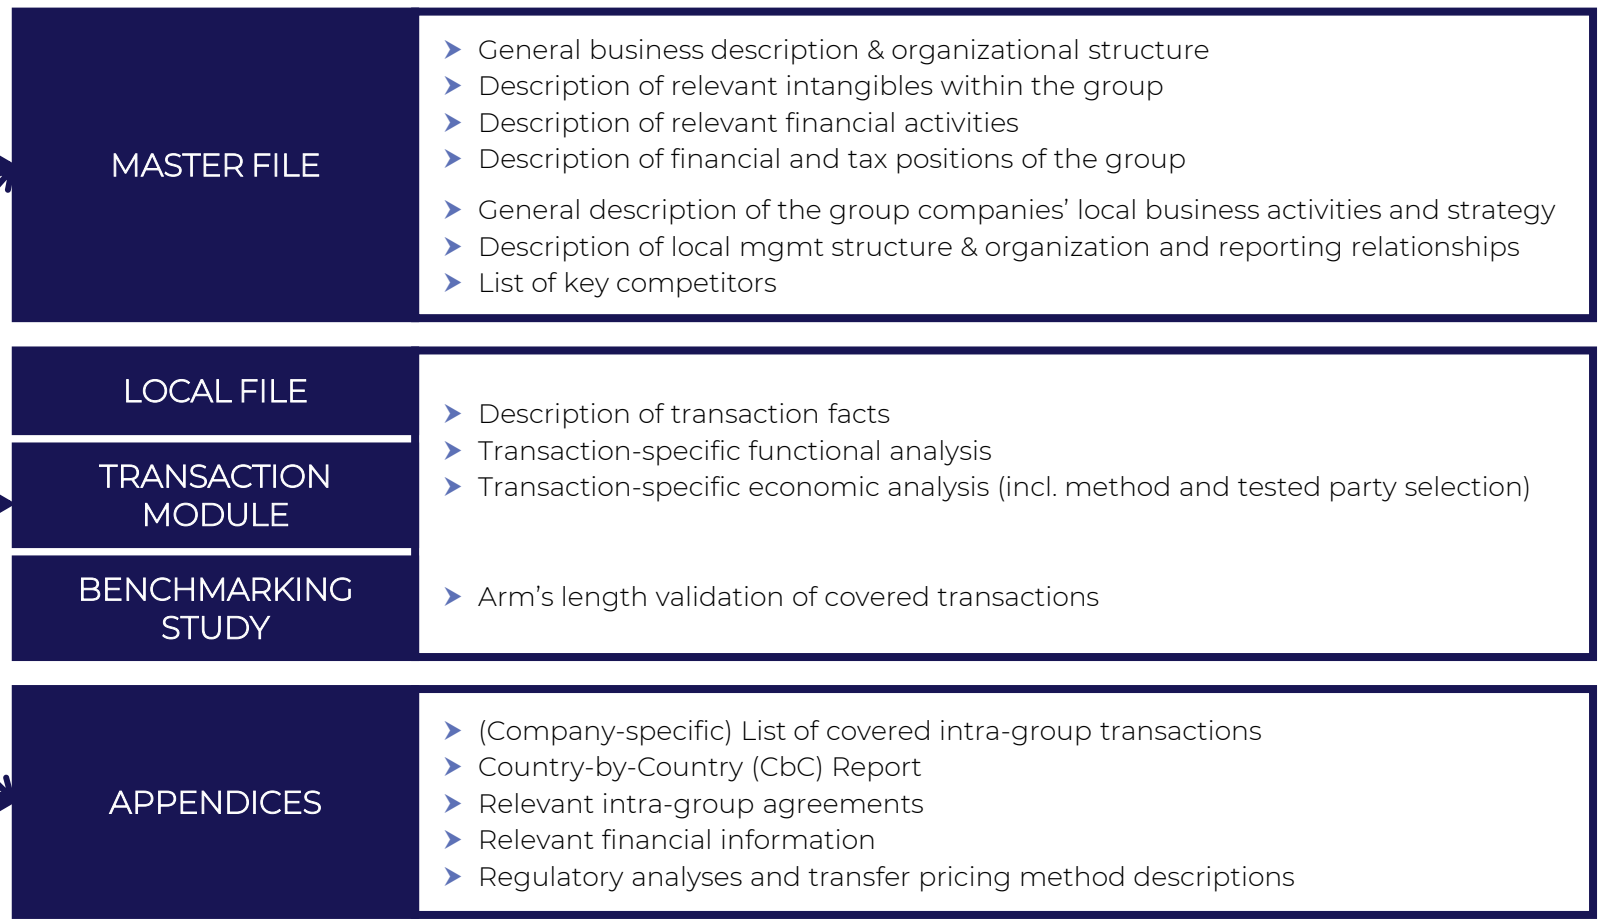 MASTER FILE
General business description & organizational structure
Description of relevant intangibles within the group
Description of relevant financial activities
Description of financial and tax positions of the group
General description of the group companies’ local business activities and strategy
Description of local mgmt structure & organization and reporting relationships
List of key competitors
LOCAL FILE
TRANSACTION
MODULE
Description of transaction facts
Transaction-specific functional analysis
Transaction-specific economic analysis (incl. method and tested party selection)
BENCHMARKING
STUDY
Arm’s length validation of covered transactions
APPENDICES
(Company-specific) List of covered intra-group transactions
Country-by-Country (CbC) Report
Relevant intra-group agreements
Relevant financial information
Regulatory analyses and transfer pricing method descriptions